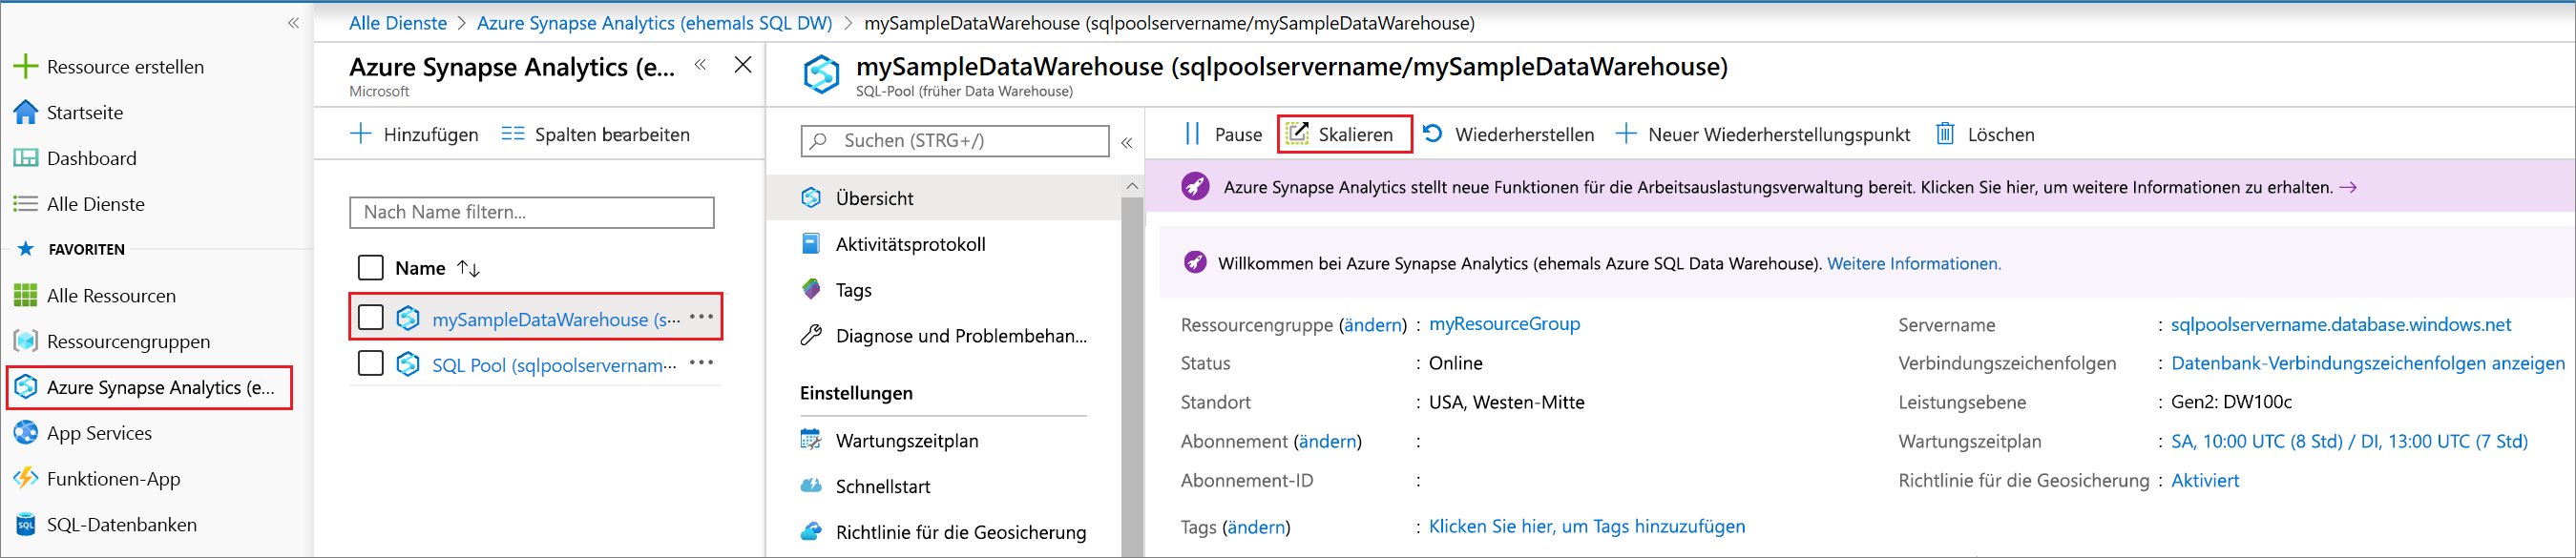 Alle Dienste > Azure Synapse Analytics (ehemals SQL DW) > mySampleDataWarehouse (sqlpoolservername/mySampleDataWarehouse)
Ressource erstellen
Startseite
Dashboard
Alle Dienste
FAVORITEN
Alle Ressourcen
Ressourcengruppen
Azure Synapse Analytics (e...
App Services
Funktionen-App
SQL-Datenbanken
Azure Synapse Analytics (e...
Microsoft
Hinzufügen Spalten bearbeiten
Nach Name filtern...
Name
mySampleDataWarehouse (s···
SQL Pool (sqlpoolservernam···
mySampleDataWarehouse (sqlpoolservername/mySampleDataWarehouse)
SQL-Pool (früher Data Warehouse)
Suchen (STRG+/)
Übersicht
Aktivitätsprotokoll
Tags
Diagnose und Problembehan...
Einstellungen
Wartungszeitplan
Schnellstart
Richtlinie für die Geosicherung
Pause Skalieren Wiederherstellen Neuer Wiederherstellungspunkt Löschen
Azure Synapse Analytics stellt neue Funktionen für die Arbeitsauslastungsverwaltung bereit. Klicken Sie hier, um weitere Informationen zu erhalten. →
Willkommen bei Azure Synapse Analytics (ehemals Azure SQL Data Warehouse). Weitere Informationen.
Ressourcengruppe (ändern) : myResourceGroup
Status : Online
Standort : USA, Westen-Mitte
Abonnement (ändern) :
Abonnement-ID :
Tags (ändern) : Klicken Sie hier, um Tags hinzuzufügen
Servername : sqlpoolservername.database.windows.net
Verbindungszeichenfolgen : Datenbank-Verbindungszeichenfolgen anzeigen
Leistungsebene : Gen2: DW100c
Wartungszeitplan : SA, 10:00 UTC (8 Std) / DI, 13:00 UTC (7 Std)
Richtlinie für die Geosicherung : Aktiviert